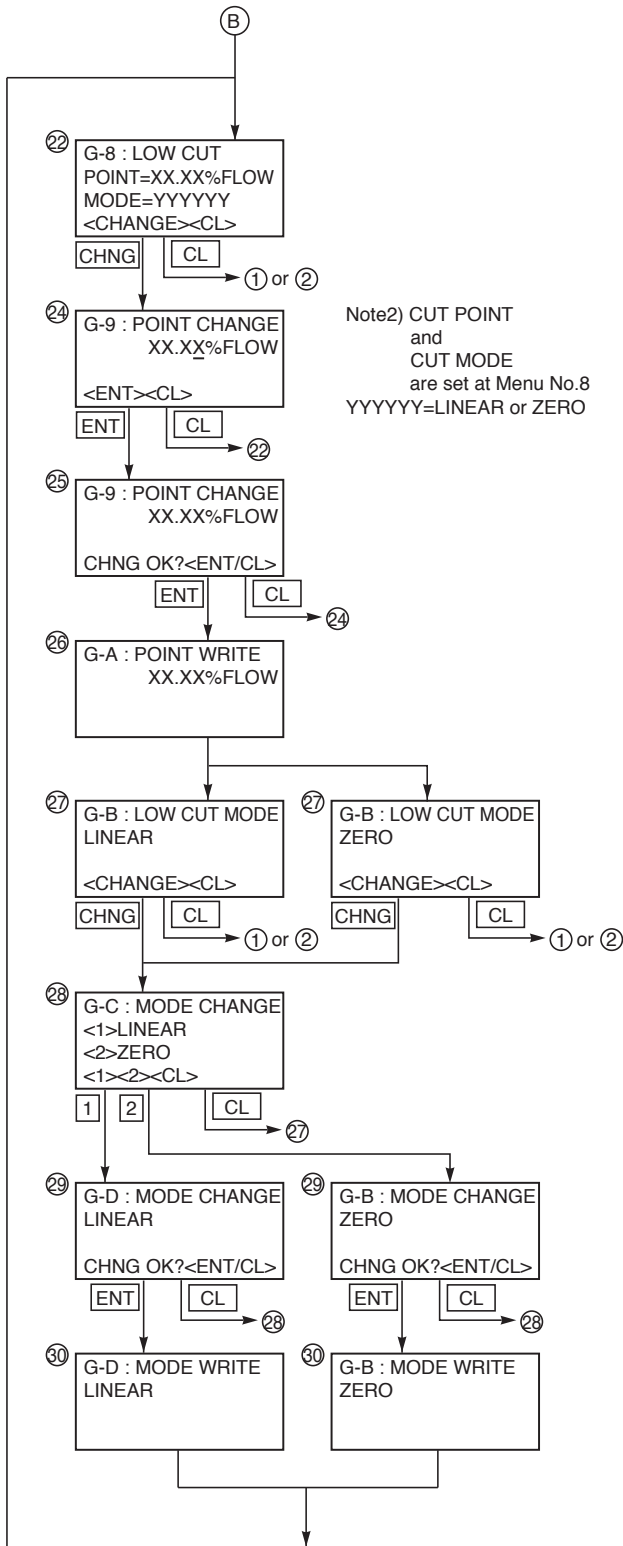 B
22
G-8 : LOW CUT
POINT=XX.XX%FLOW
MODE=YYYYYY
<CHANGE><CL>
CHNG CL
1 or 2
24
G-9 : POINT CHANGE
XX.XX%FLOW
<ENT><CL>
Note2) CUT POINT
and
CUT MODE
are set at Menu No.8
YYYYYY=LINEAR or ZERO
ENT CL
22
25
G-9 : POINT CHANGE
XX.XX%FLOW
CHNG OK?<ENT/CL>
ENT CL
24
26
G-A : POINT WRITE
XX.XX%FLOW
27
G-B : LOW CUT MODE
LINEAR
<CHANGE><CL>
CHNG CL
1 or 2
27
G-B : LOW CUT MODE
ZERO
<CHANGE><CL>
CHNG CL
1 or 2
28
G-C : MODE CHANGE
<1>LINEAR
<2>ZERO
<1><2><CL>
1 2 CL
27
29
G-D : MODE CHANGE
LINEAR
CHNG OK?<ENT/CL>
ENT CL
28
29
G-B : MODE CHANGE
ZERO
CHNG OK?<ENT/CL>
ENT CL
28
30
G-D : MODE WRITE
LINEAR
30
G-B : MODE WRITE
ZERO